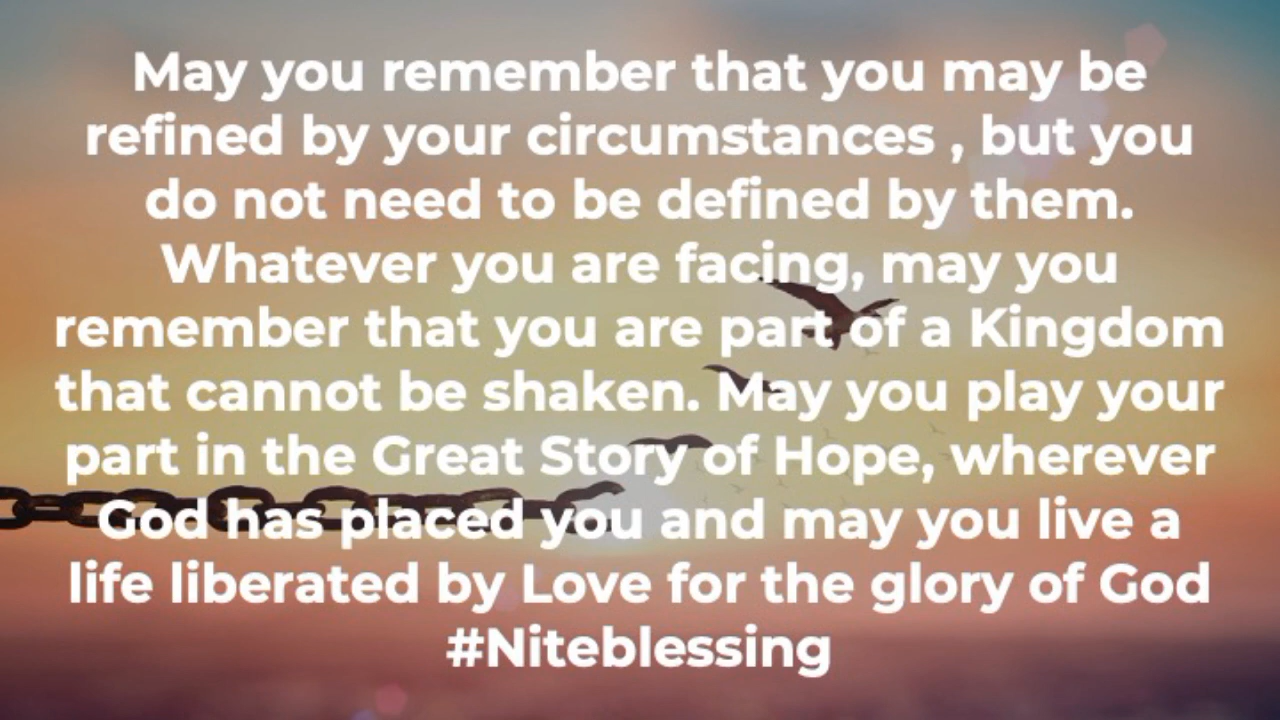 May you remember that you may be
refined by your circumstances , but you
do not need to be defined by them.
Whatever you are facing, may you
remember that you are part of a Kingdom
that cannot be shaken. May you play your
part in the Great Story of Hope, wherever
God has placed you and may you live a
life liberated by Love for the glory of God
#Niteblessing